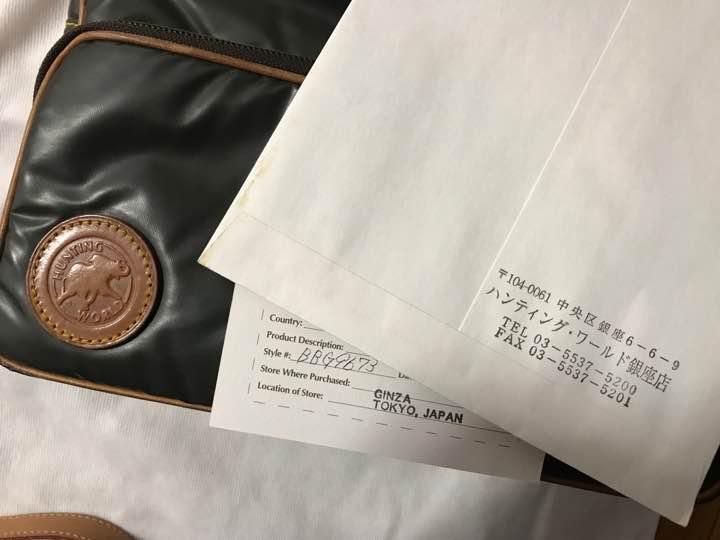 HUNTING
WORLD
〒104-0061 中央区銀座6-6-9
ハンティング・ワールド銀座店
TEL 03-5537-5200
FAX 03-5537-5201
Country:
Product Description:
Style #: BBG9673
Store Where Purchased:
Location of Store: GINZA
TOKYO, JAPAN